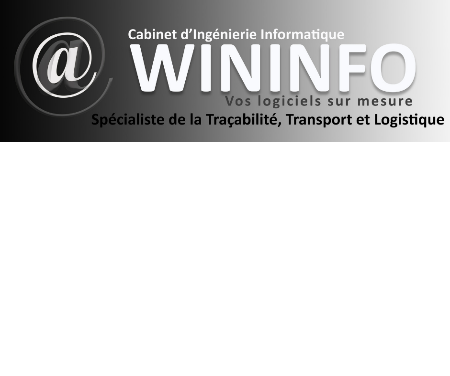 @
Cabinet d'Ingénierie Informatique
WININFO
Vos logiciels sur mesure
Spécialiste de la Traçabilité, Transport et Logistique